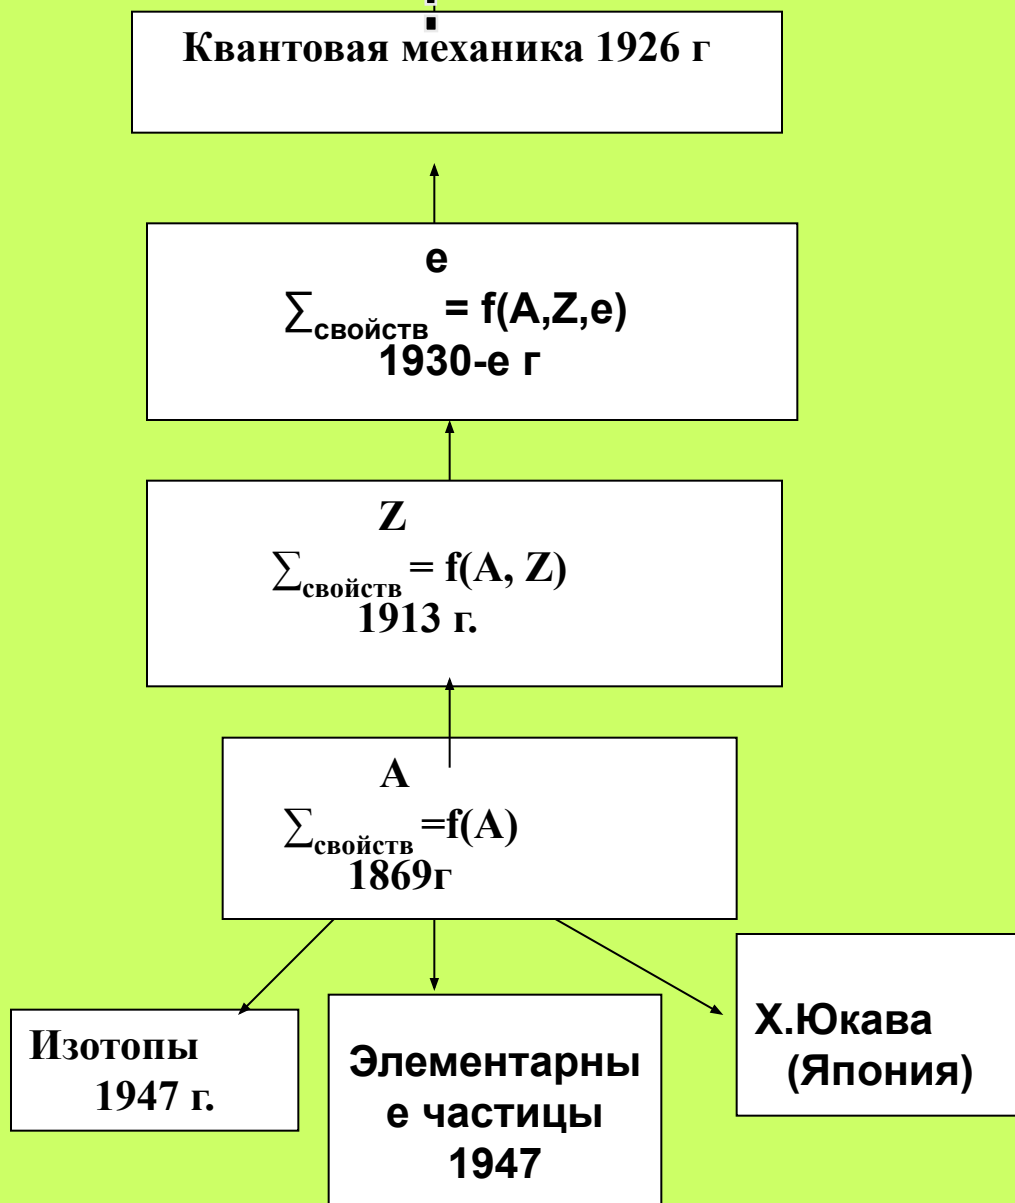 Квантовая механика 1926 г
е
∑свойств = f(A,Z,e)
1930-е г
Z
∑свойств = f(A, Z)
1913 г.
А
∑свойств =f(A)
1869г
Изотопы
1947 г.
Элементарны
е частицы
1947
Х.Юкава
(Япония)